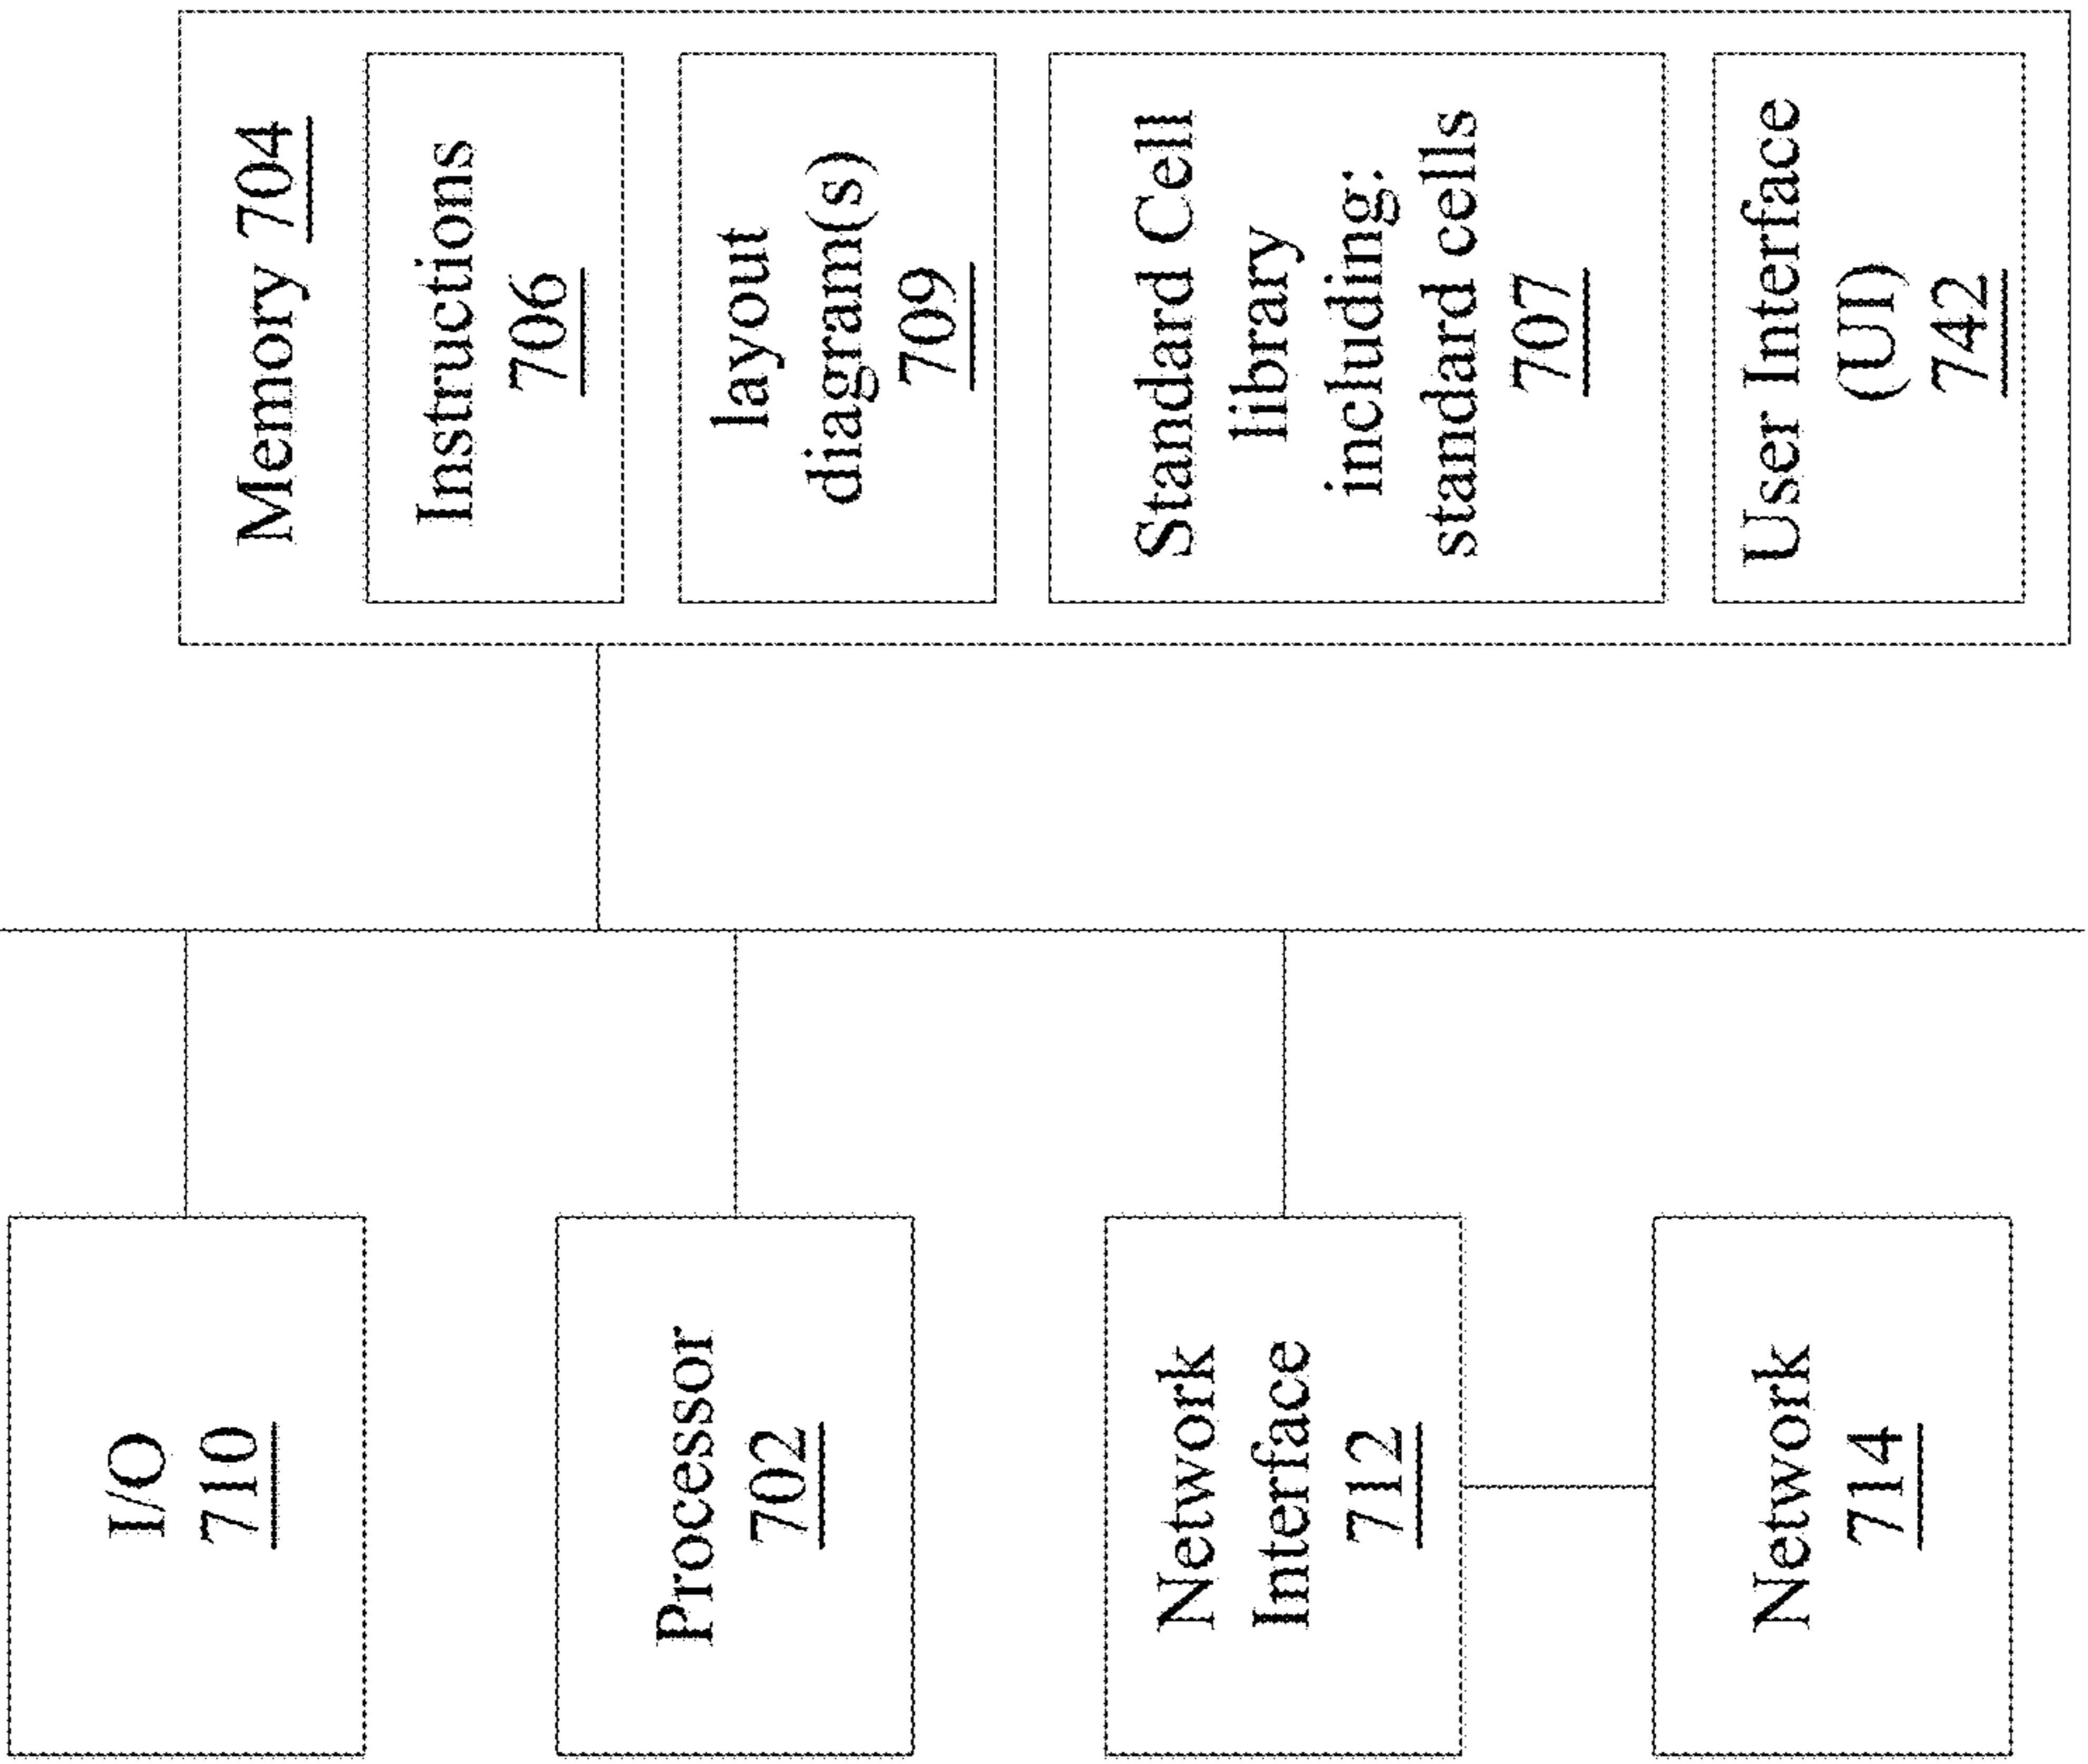 I/O
710
Processor
702
Network
Interface
712
Network
714
Memory 704
Instructions
706
layout
diagram(s)
709
Standard Cell
library
including:
standard cells
707
User Interface
(UI)
742